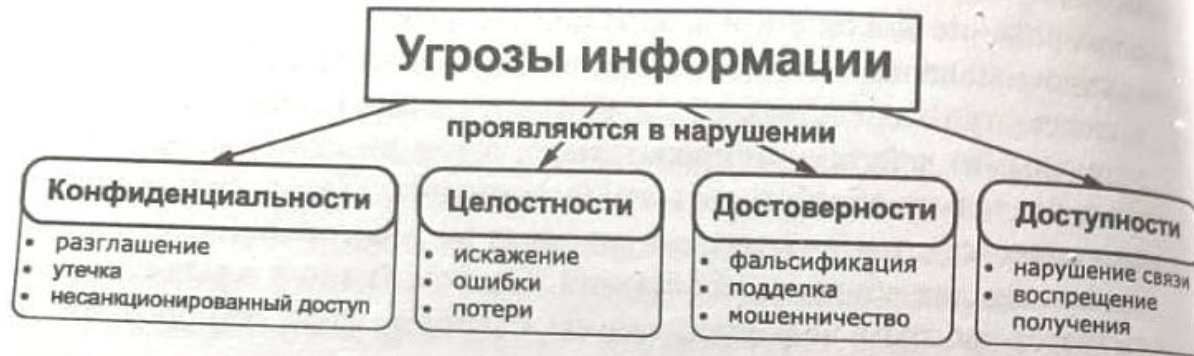 Угрозы информации
проявляются в нарушении
Конфиденциальности
• разглашение
• утечка
• несанкционированный доступ
Целостности
• искажение
• ошибки
• потери
Достоверности
• фальсификация
• подделка
• мошенничество
Доступности
• нарушение связи
• воспрещение
получения